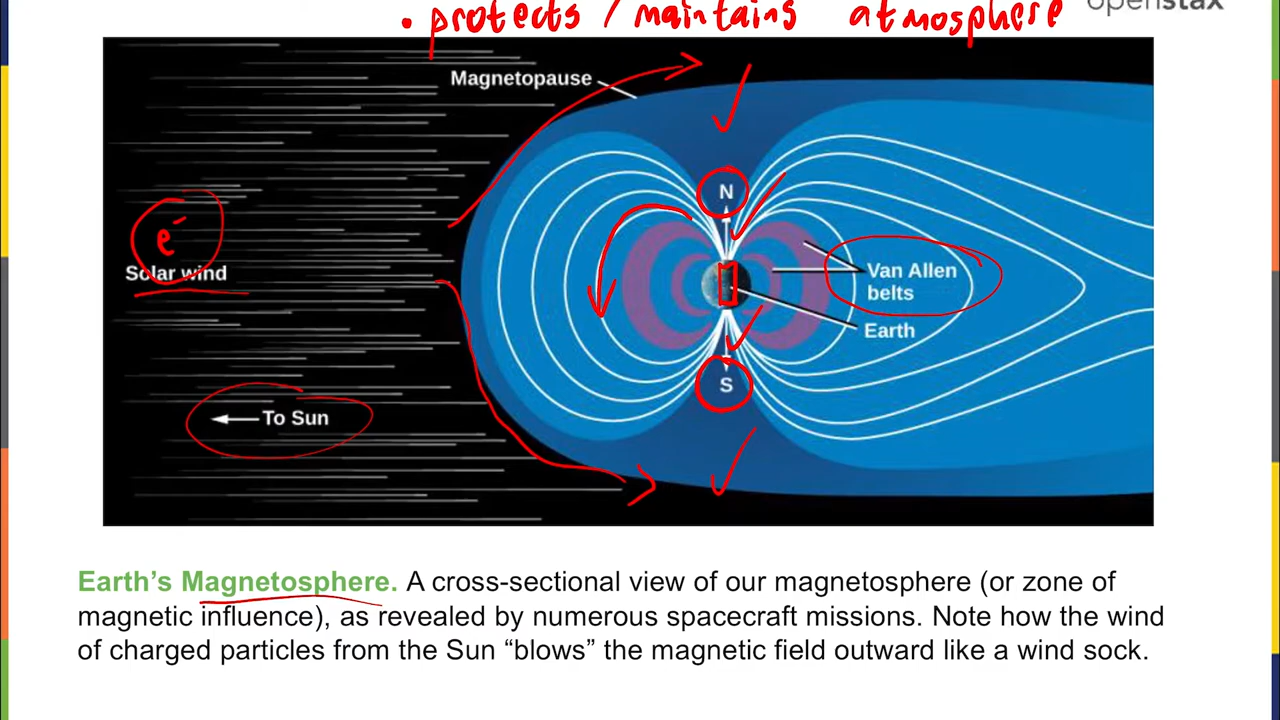 • protects / maintains atmosphere
openstax
Magnetopause
N
e⁻
Solar wind
Van Allen
belts
Earth
S
To Sun
Earth’s Magnetosphere. A cross-sectional view of our magnetosphere (or zone of
magnetic influence), as revealed by numerous spacecraft missions. Note how the wind
of charged particles from the Sun “blows” the magnetic field outward like a wind sock.